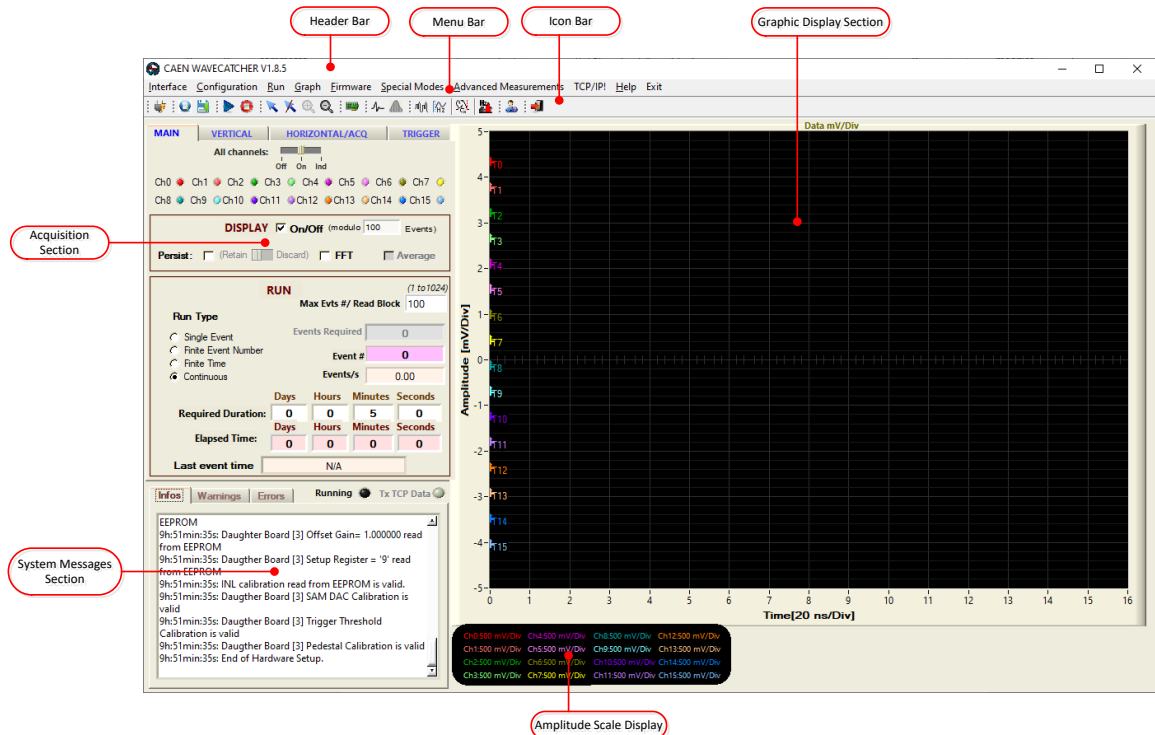 Header Bar
Menu Bar
Icon Bar
Graphic Display Section
CAEN WAVECATCHER V1.8.5
Interface Configuration Run Graph Firmware Special Modes Advanced Measurements TCP/IP! Help Exit
MAIN VERTICAL HORIZONTAL/ACQ TRIGGER
All channels:
Off On Ind
Ch0 Ch1 Ch2 Ch3 Ch4 Ch5 Ch6 Ch7
Ch8 Ch9 Ch10 Ch11 Ch12 Ch13 Ch14 Ch15
Acquisition
Section
DISPLAY On/Off (modulo 100 Events)
Persist: (Retain Discard) FFT Average
RUN (1 to1024)
Max Evts #/ Read Block 100
Run Type
Single Event
Finite Event Number
Finite Time
Continuous
Events Required 0
Event # 0
Events/s 0.00
Days Hours Minutes Seconds
Required Duration: 0 0 5 0
Days Hours Minutes Seconds
Elapsed Time: 0 0 0 0
Last event time N/A
Infos Warnings Errors Running Tx TCP Data
System Messages
Section
EEPROM
9h:51min:35s: Daughter Board [3] Offset Gain= 1.000000 read
from EEPROM
9h:51min:35s: Daugther Board [3] Setup Register = '9' read
from EEPROM
9h:51min:35s: INL calibration read from EEPROM is valid.
9h:51min:35s: Daugther Board [3] SAM DAC Calibration is
valid
9h:51min:35s: Daugther Board [3] Trigger Threshold
Calibration is valid
9h:51min:35s: Daugther Board [3] Pedestal Calibration is valid
9h:51min:35s: End of Hardware Setup.
Data mV/Div
Amplitude [mV/Div]
5
4
3
2
1
0
-1
-2
-3
-4
-5
T0
T1
T2
T3
T4
T5
T6
T7
T8
T9
T10
T11
T12
T13
T14
T15
0 1 2 3 4 5 6 7 8 9 10 11 12 13 14 15 16
Time[20 ns/Div]
Ch0:500 mV/Div Ch4:500 mV/Div Ch8:500 mV/Div Ch12:500 mV/Div
Ch1:500 mV/Div Ch5:500 mV/Div Ch9:500 mV/Div Ch13:500 mV/Div
Ch2:500 mV/Div Ch6:500 mV/Div Ch10:500 mV/Div Ch14:500 mV/Div
Ch3:500 mV/Div Ch7:500 mV/Div Ch11:500 mV/Div Ch15:500 mV/Div
Amplitude Scale Display